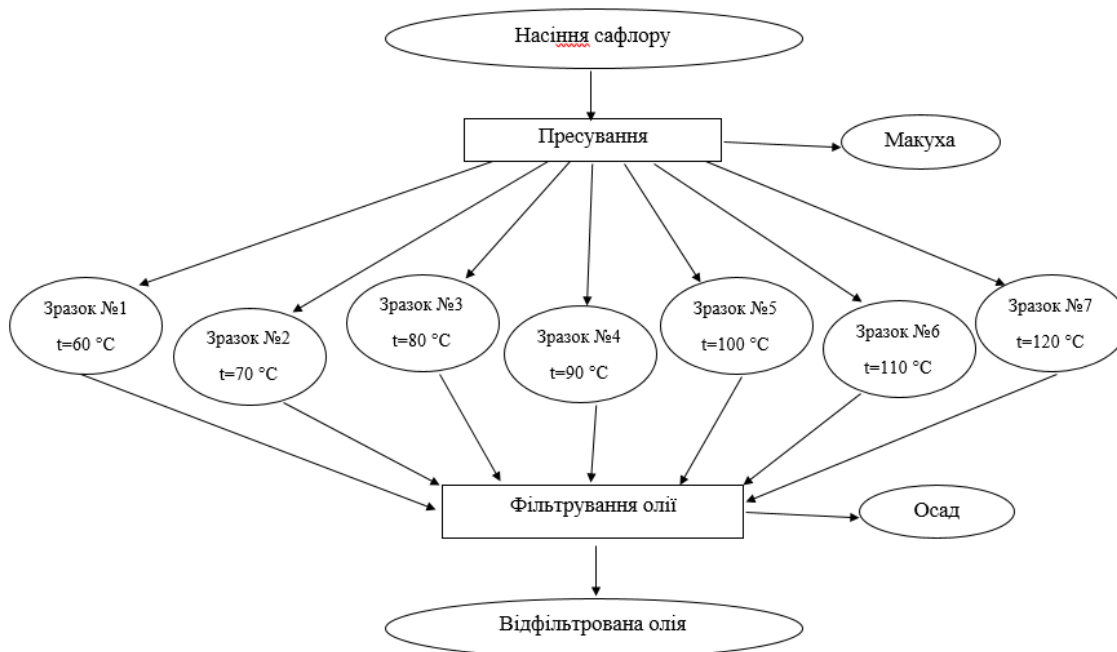 Насіння сафлору
Пресування
Макуха
Зразок №1
t=60 °C
Зразок №2
t=70 °C
Зразок №3
t=80 °C
Зразок №4
t=90 °C
Зразок №5
t=100 °C
Зразок №6
t=110 °C
Зразок №7
t=120 °C
Фільтрування олії
Осад
Відфільтрована олія